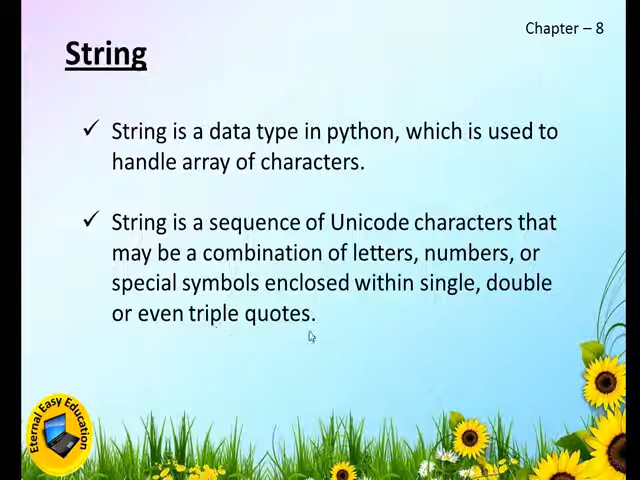 Chapter – 8
String
✓ String is a data type in python, which is used to
handle array of characters.
✓ String is a sequence of Unicode characters that
may be a combination of letters, numbers, or
special symbols enclosed within single, double
or even triple quotes.
Eternal Easy Education